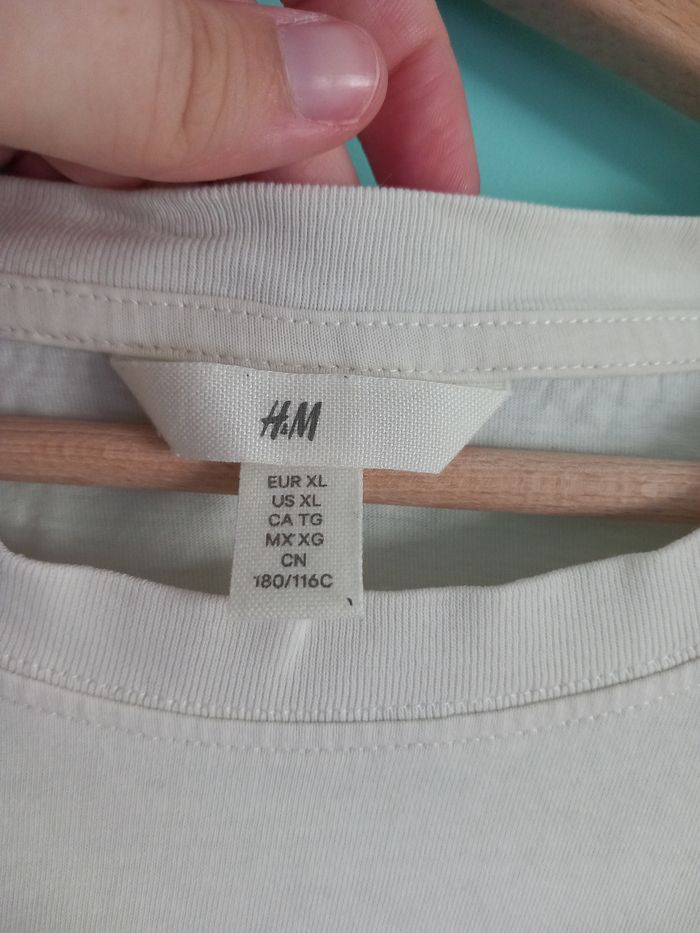 H&M
EUR XL
US XL
CA TG
MX XG
CN
180/116C